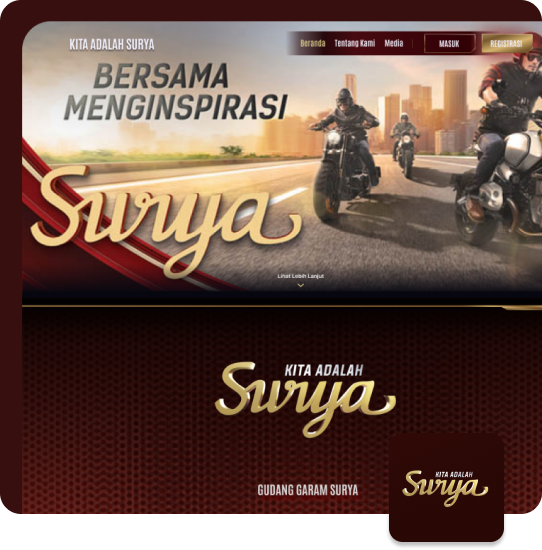 KITA ADALAH SURYA
Beranda Tentang Kami Media MASUK REGISTRASI
BERSAMA
MENGINSPIRASI
Surya
Lihat Lebih Lanjut
KITA ADALAH
Surya
GUDANG GARAM SURYA
KITA ADALAH
Surya